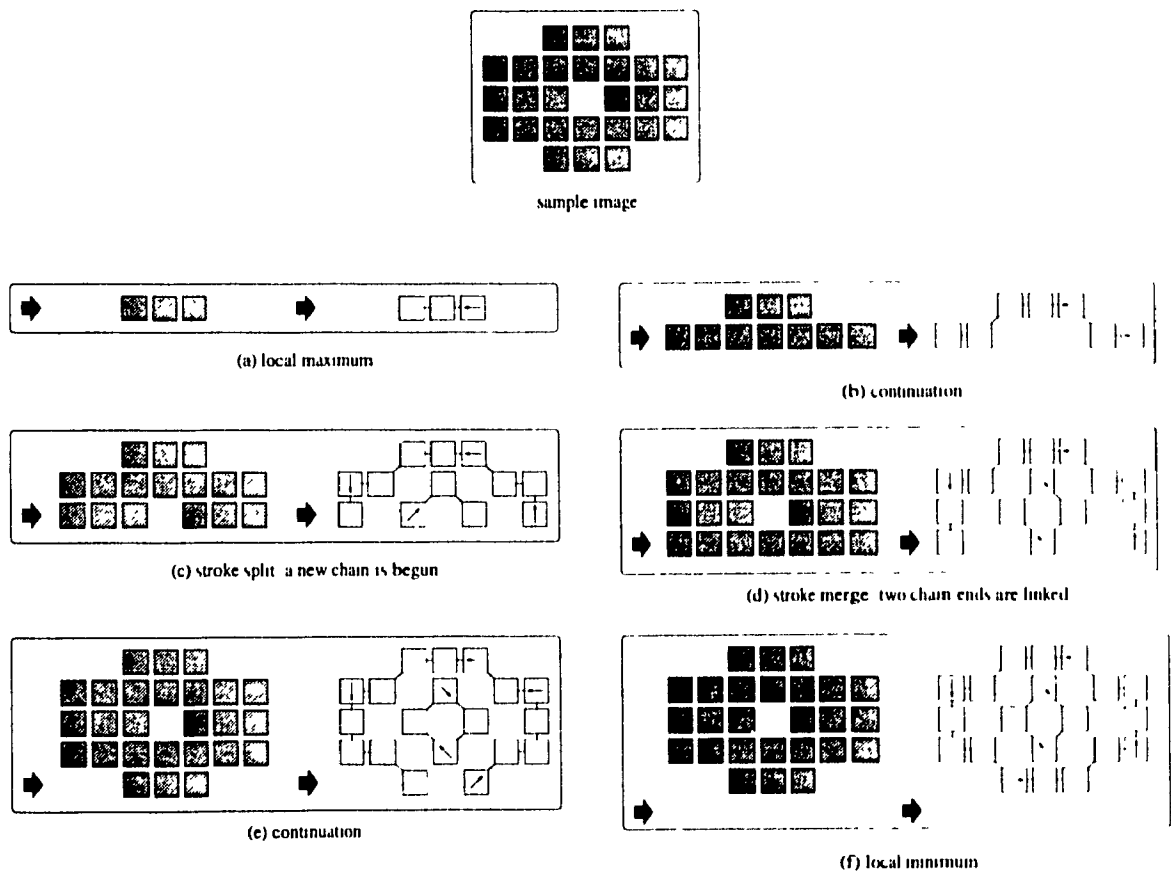 sample image
(a) local maximum
(b) continuation
(c) stroke split a new chain is begun
(d) stroke merge two chain ends are linked
(e) continuation
(f) local minimum